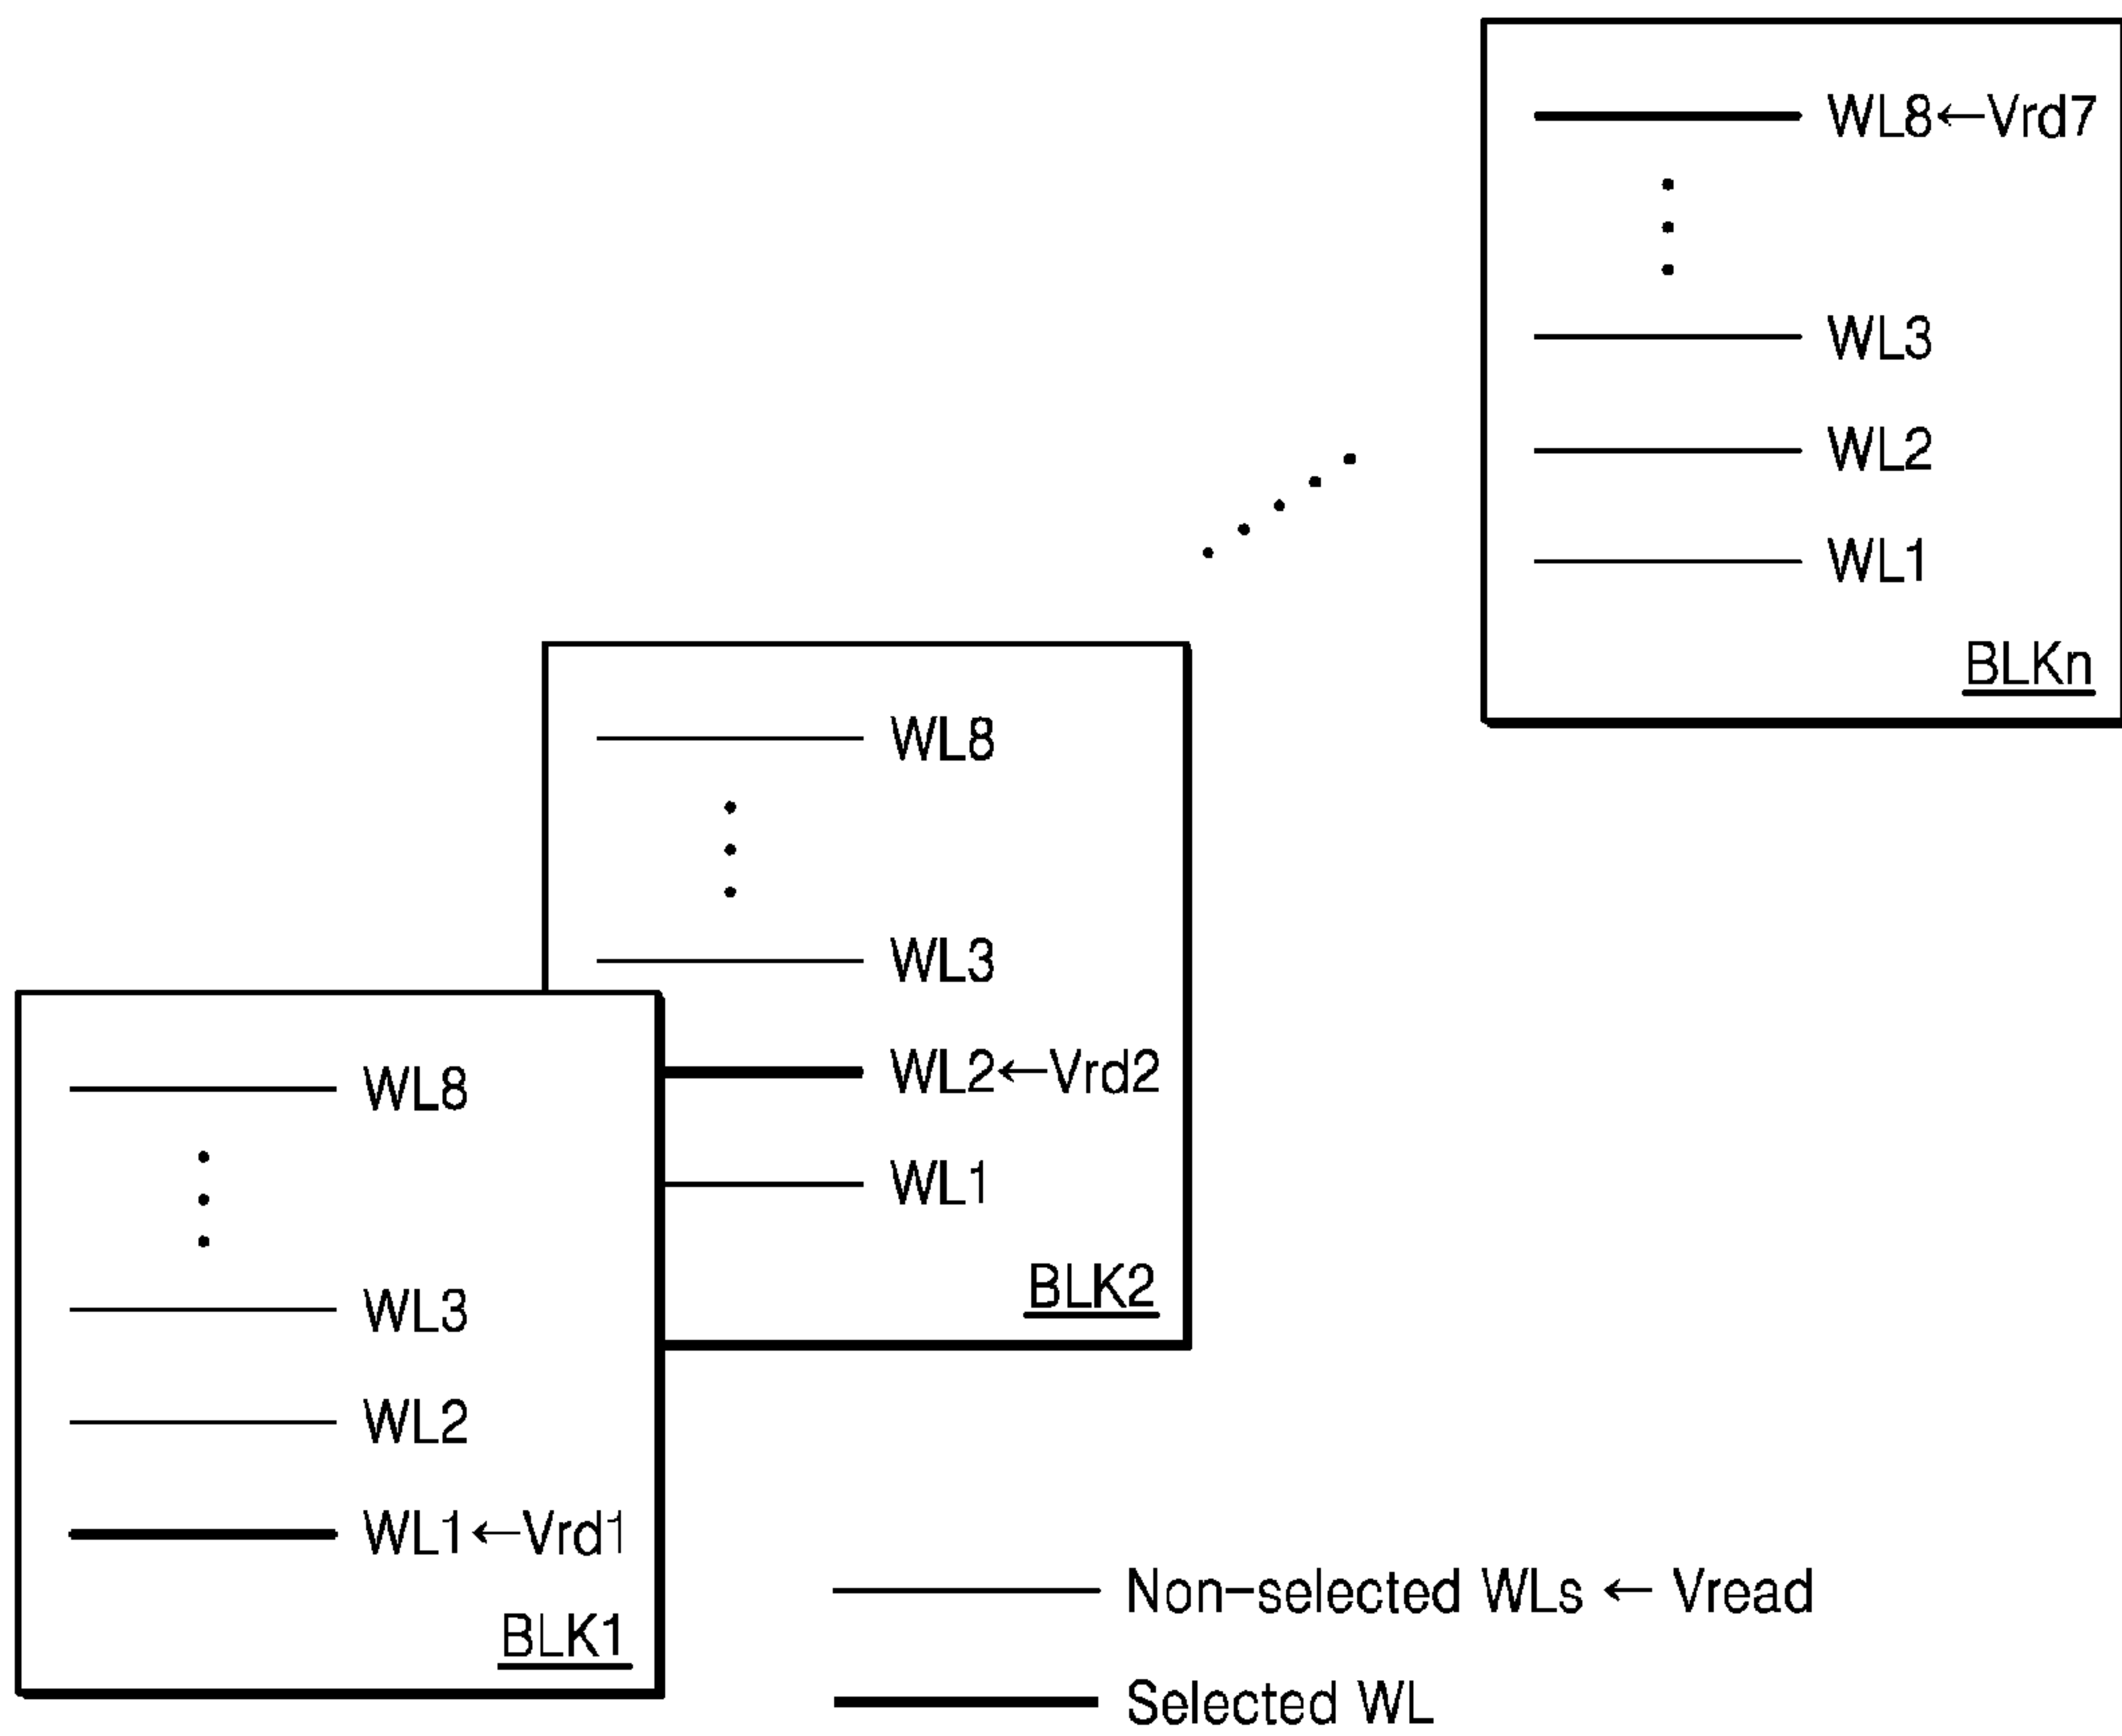 WL8←Vrd7
WL3
WL2
WL1
BLKn
WL8
WL3
WL2←Vrd2
WL1
BLK2
WL8
WL3
WL2
WL1←Vrd1
BLK1
Non-selected WLs ← Vread
Selected WL